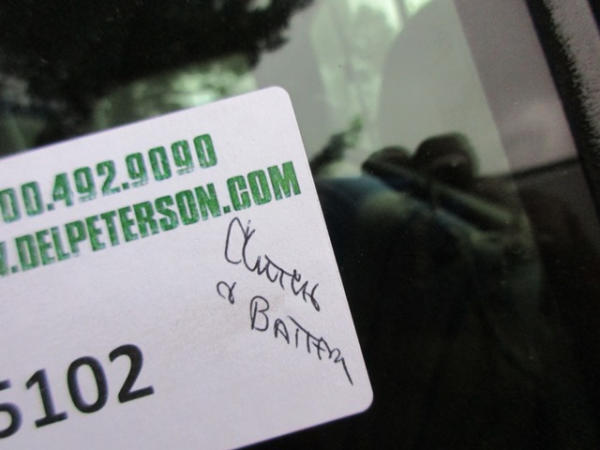 00.492.9090
.DELPETERSON.COM
Clutch
& Battery
5102